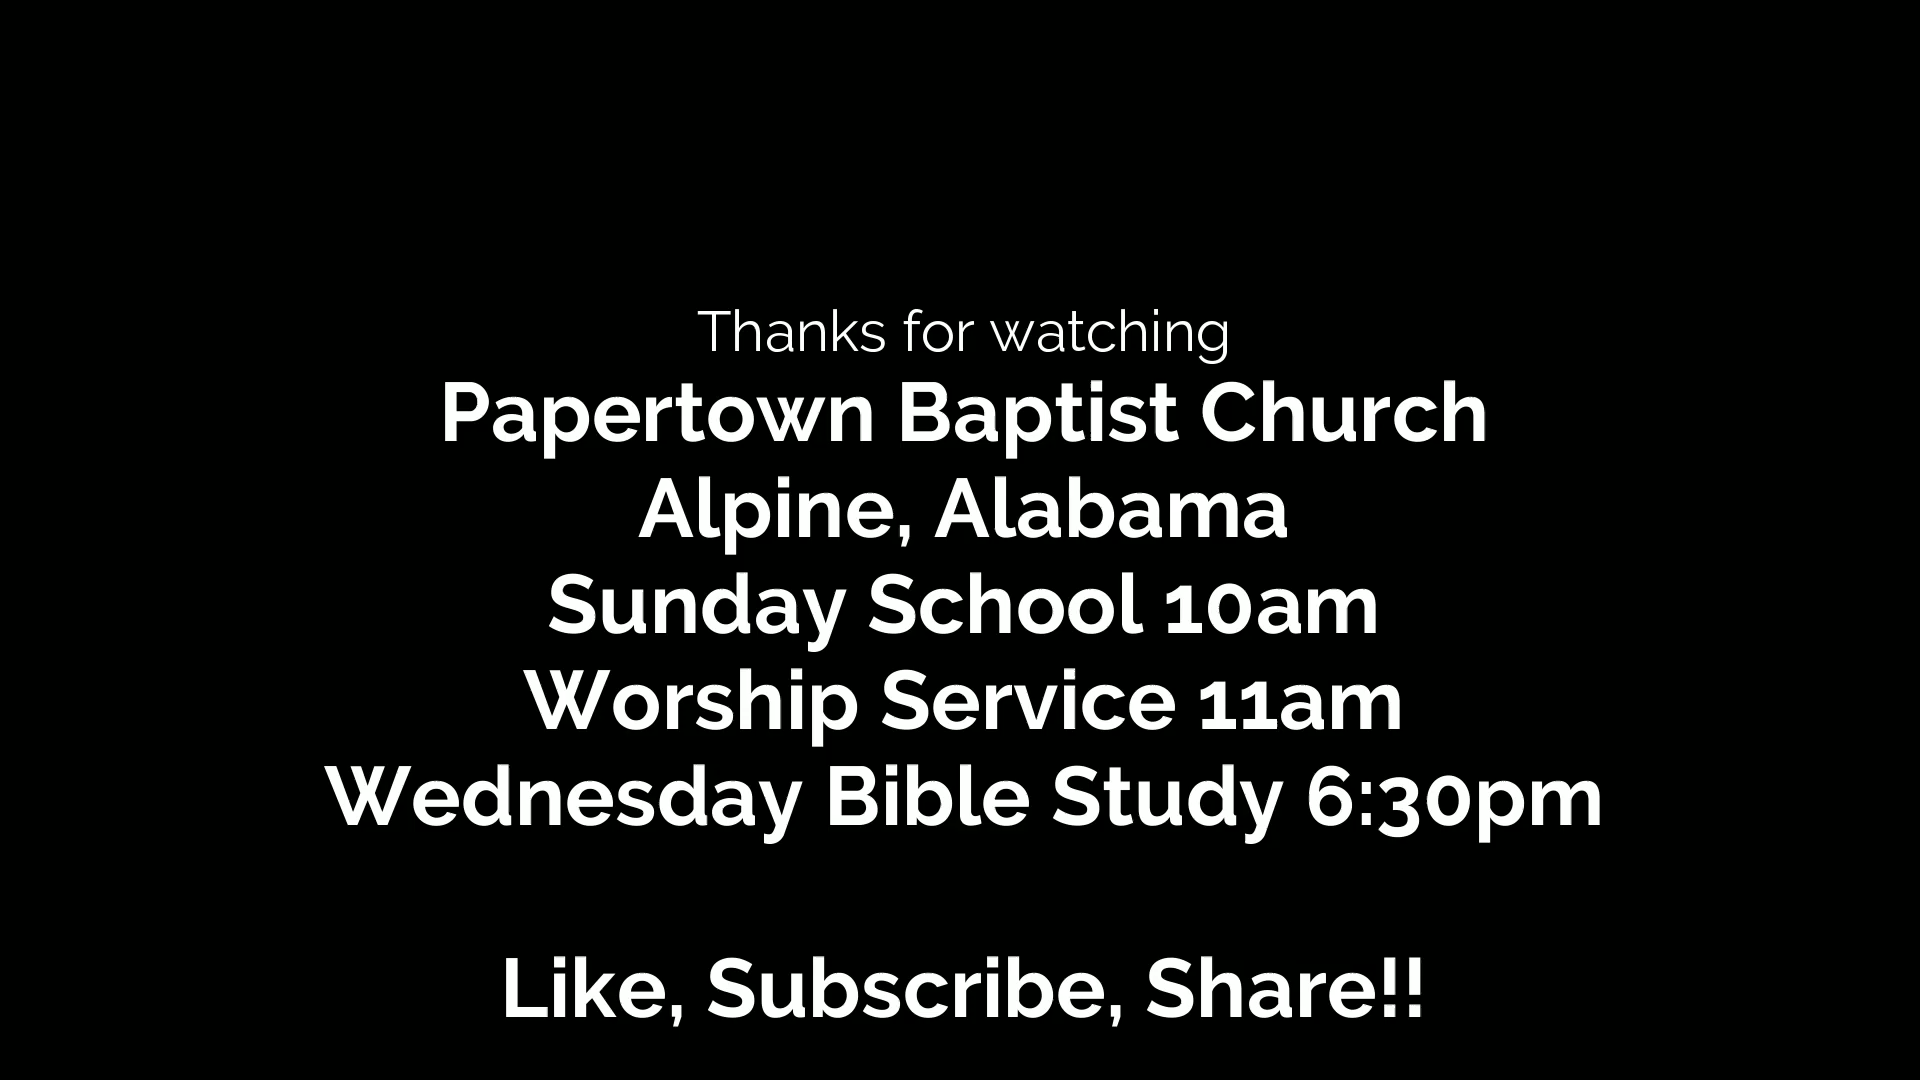 Thanks for watching
Papertown Baptist Church
Alpine, Alabama
Sunday School 10am
Worship Service 11am
Wednesday Bible Study 6:30pm
Like, Subscribe, Share!!